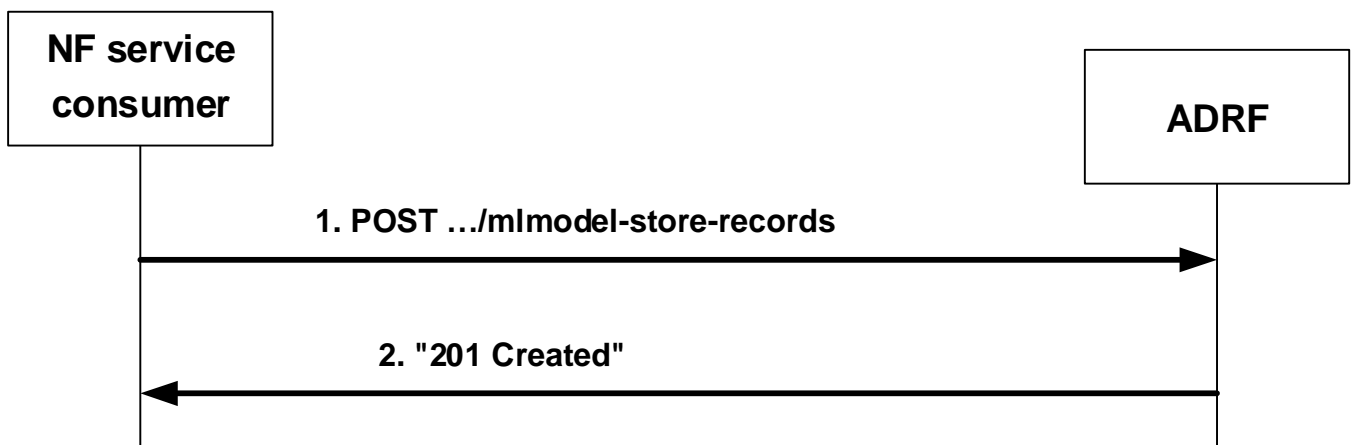 NF service
consumer
ADRF
1. POST …/mlmodel-store-records
2. "201 Created"